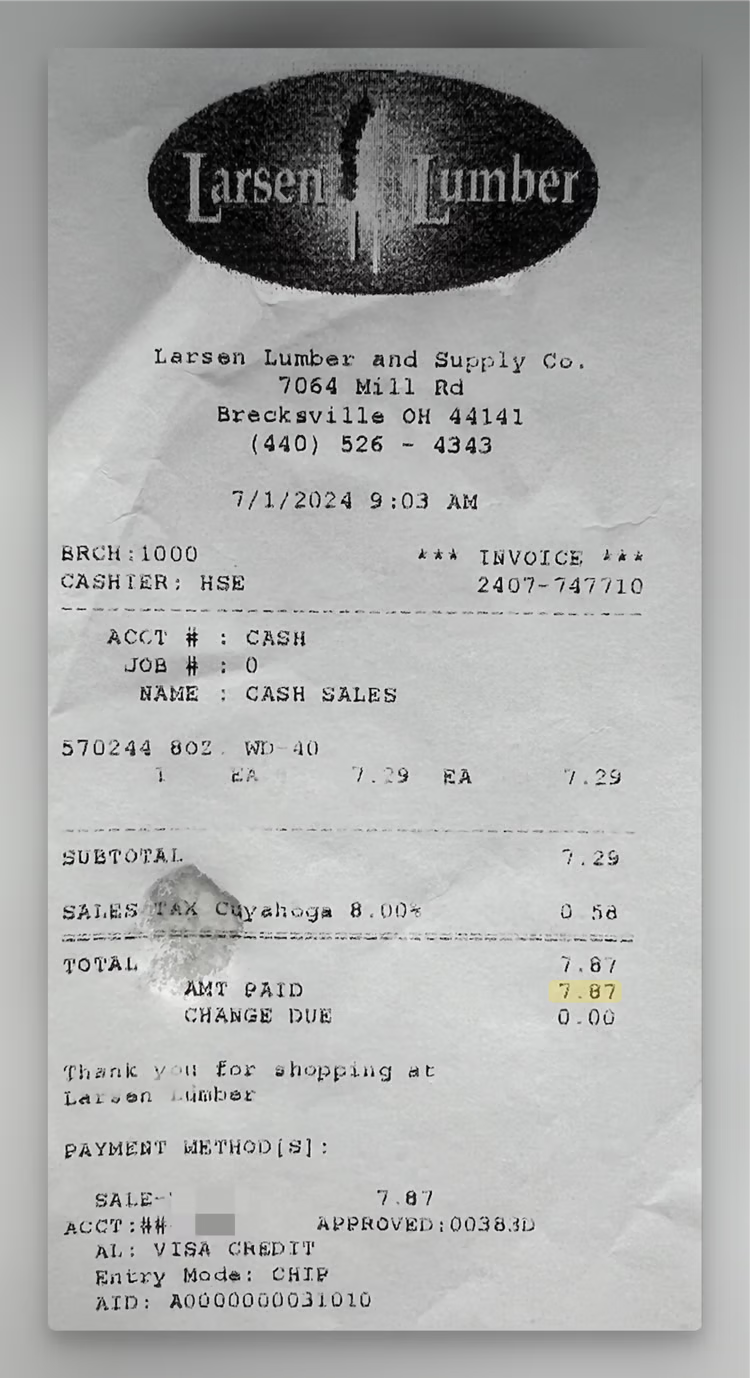 Larsen Lumber
Larsen Lumber and Supply Co.
7064 Mill Rd
Brecksville OH 44141
(440) 526 - 4343
7/1/2024 9:03 AM
BRCH:1000 *** INVOICE ***
CASHIER: HSE 2407-747710
ACCT # : CASH
JOB # : 0
NAME : CASH SALES
570244 8OZ. WD-40
1 EA 7.29 EA 7.29
SUBTOTAL 7.29
SALES TAX Cuyahoga 8.00% 0.58
TOTAL 7.87
AMT PAID 7.87
CHANGE DUE 0.00
Thank you for shopping at
Larsen Lumber
PAYMENT METHOD[S]:
SALE- 7.87
ACCT:## APPROVED:00383D
AL: VISA CREDIT
Entry Mode: CHIP
AID: A0000000031010